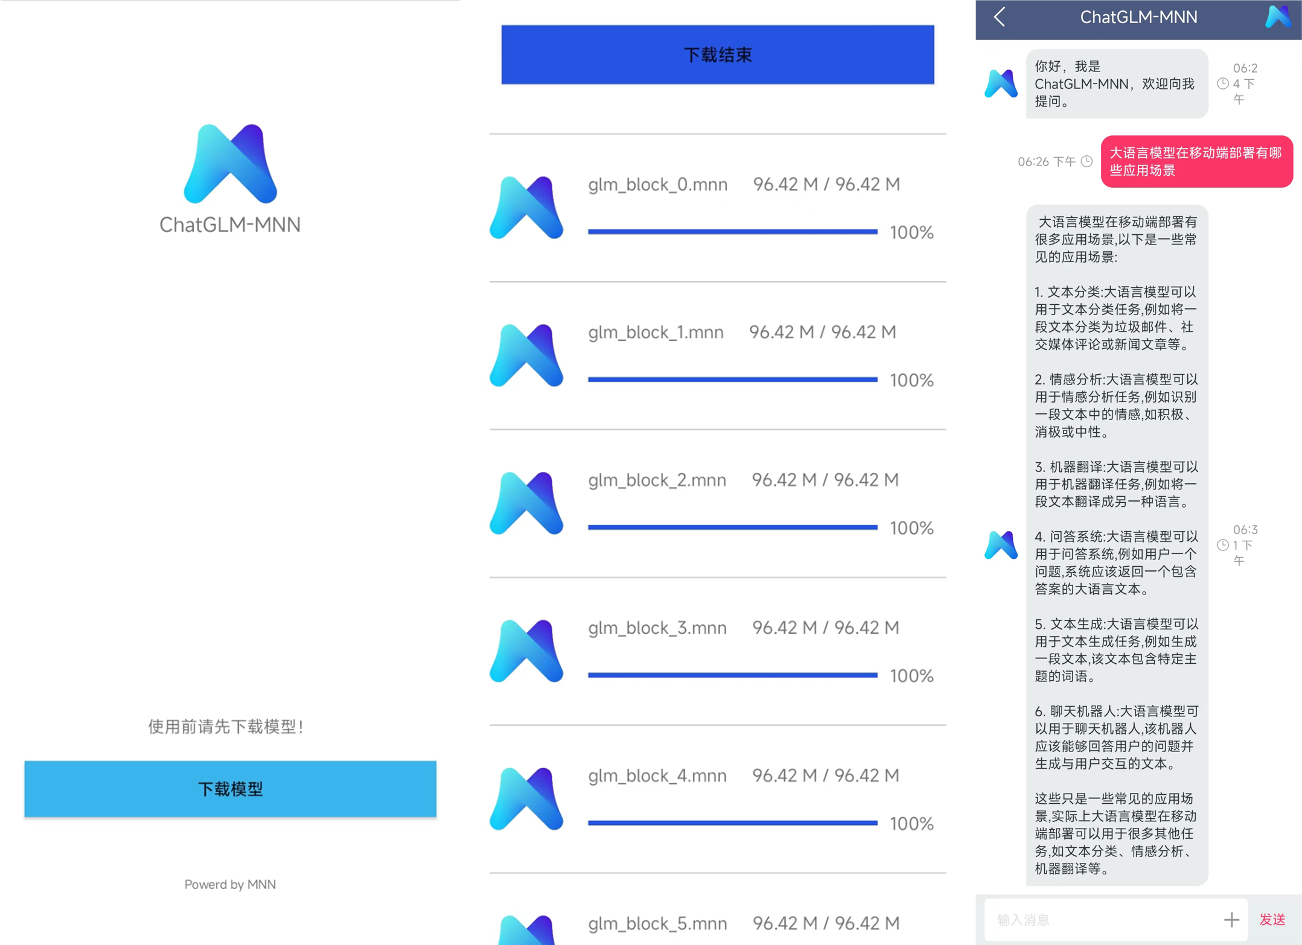 ChatGLM-MNN
使用前请先下载模型！
下载模型
Powerd by MNN
下载结束
glm_block_0.mnn 96.42 M / 96.42 M
100%
glm_block_1.mnn 96.42 M / 96.42 M
100%
glm_block_2.mnn 96.42 M / 96.42 M
100%
glm_block_3.mnn 96.42 M / 96.42 M
100%
glm_block_4.mnn 96.42 M / 96.42 M
100%
glm_block_5.mnn 96.42 M / 96.42 M
ChatGLM-MNN
你好，我是
ChatGLM-MNN，欢迎向我
提问。
06:2
4 下
午
06:26 下午
大语言模型在移动端部署有哪
些应用场景
大语言模型在移动端部署有
很多应用场景,以下是一些常
见的应用场景:
1. 文本分类:大语言模型可以
用于文本分类任务,例如将一
段文本分类为垃圾邮件、社
交媒体评论或新闻文章等。
2. 情感分析:大语言模型可以
用于情感分析任务,例如识别
一段文本中的情感,如积极、
消极或中性。
3. 机器翻译:大语言模型可以
用于机器翻译任务,例如将一
段文本翻译成另一种语言。
4. 问答系统:大语言模型可以
用于问答系统,例如用户一个
问题,系统应该返回一个包含
答案的大语言文本。
5. 文本生成:大语言模型可以
用于文本生成任务,例如生成
一段文本,该文本包含特定主
题的词语。
6. 聊天机器人:大语言模型可
以用于聊天机器人,该机器人
应该能够回答用户的问题并
生成与用户交互的文本。
这些只是一些常见的应用场
景,实际上大语言模型在移动
端部署可以用于很多其他任
务,如文本分类、情感分析、
机器翻译等。
06:3
1 下
午
输入消息
发送